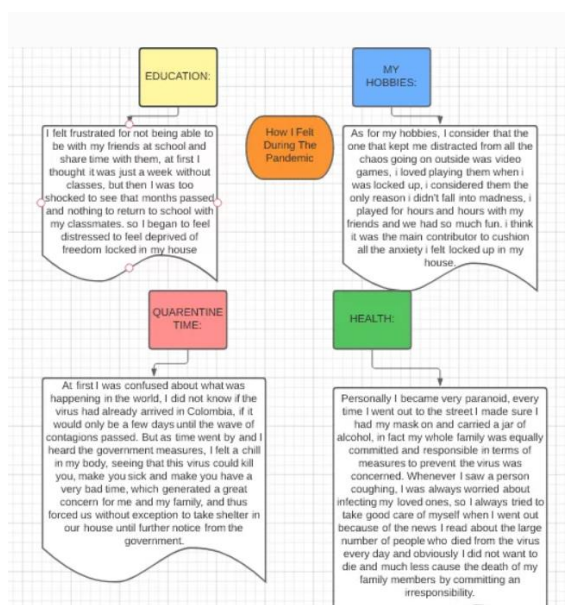 EDUCATION:
I felt frustrated for not being able to
be with my friends at school and
share time with them, at first I
thought it was just a week without
classes, but then I was too
shocked to see that months passed
and nothing to return to school with
my classmates. so I began to feel
distressed to feel deprived of
freedom locked in my house
How I Felt
During The
Pandemic
MY
HOBBIES:
As for my hobbies, I consider that the
one that kept me distracted from all the
chaos going on outside was video
games, i loved playing them when i
was locked up, i considered them the
only reason i didn't fall into madness, i
played for hours and hours with my
friends and we had so much fun. i think
it was the main contributor to cushion
all the anxiety i felt locked up in my
house.
QUARENTINE
TIME:
At first I was confused about what was
happening in the world, I did not know if the
virus had already arrived in Colombia, if it
would only be a few days until the wave of
contagions passed. But as time went by and I
heard the government measures, I felt a chill
in my body, seeing that this virus could kill
you, make you sick and make you have a
very bad time, which generated a great
concern for me and my family, and thus
forced us without exception to take shelter in
our house until further notice from the
government.
HEALTH:
Personally I became very paranoid, every
time I went out to the street I made sure I
had my mask on and carried a jar of
alcohol, in fact my whole family was equally
committed and responsible in terms of
measures to prevent the virus was
concerned. Whenever I saw a person
coughing, I was always worried about
infecting my loved ones, so I always tried to
take good care of myself when I went out
because of the news I read about the large
number of people who died from the virus
every day and obviously I did not want to
die and much less cause the death of my
family members by committing an
irresponsibility.